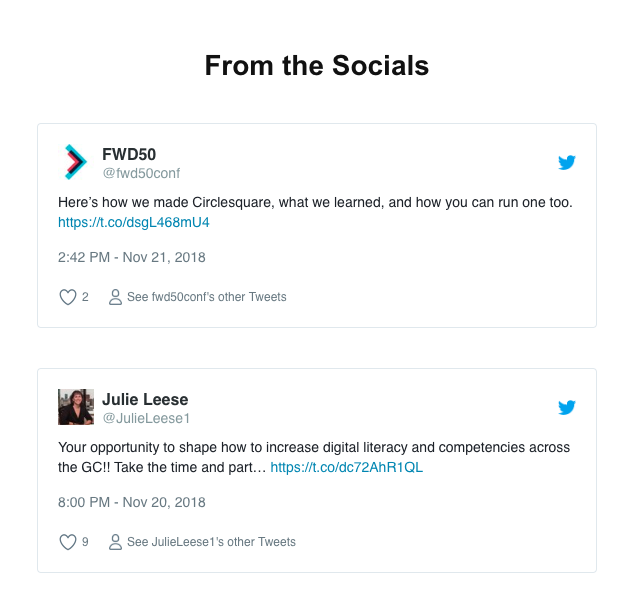 From the Socials
FWD50
@fwd50conf
Here’s how we made Circlesquare, what we learned, and how you can run one too.
https://t.co/dsgL468mU4
2:42 PM - Nov 21, 2018
2 See fwd50conf's other Tweets
Julie Leese
@JulieLeese1
Your opportunity to shape how to increase digital literacy and competencies across
the GC!! Take the time and part… https://t.co/dc72AhR1QL
8:00 PM - Nov 20, 2018
9 See JulieLeese1's other Tweets